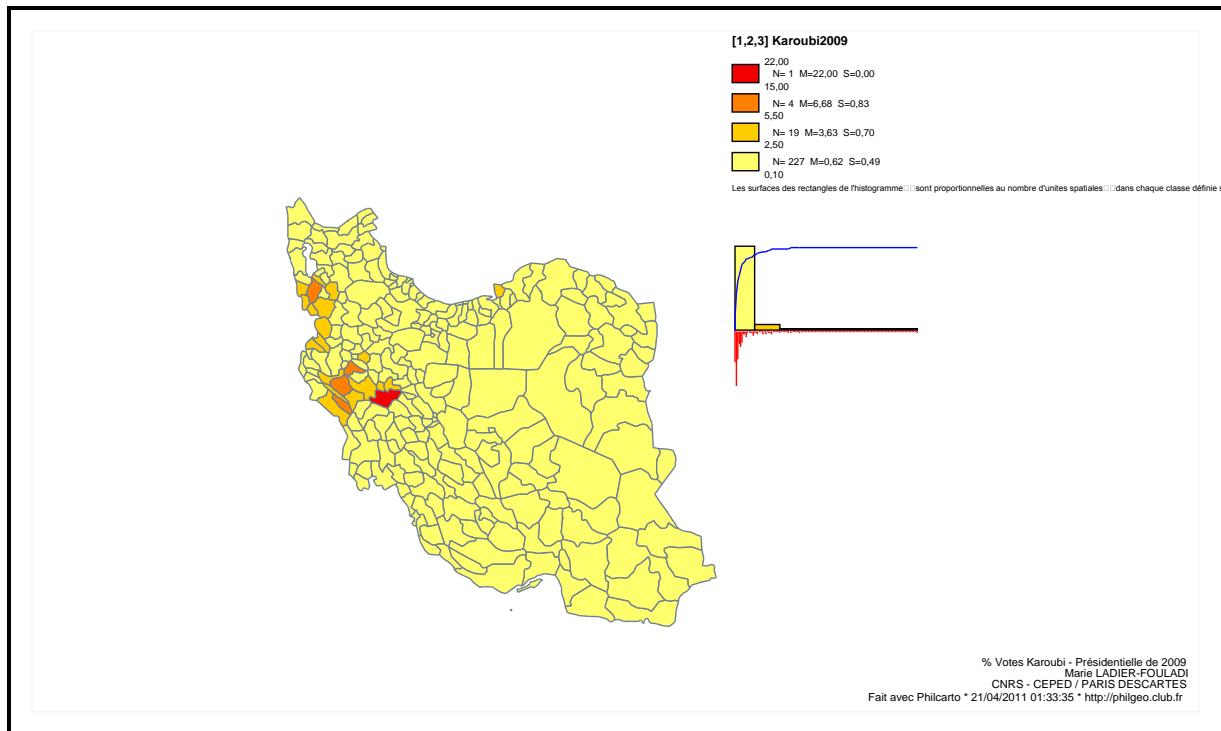 [1,2,3] Karoubi2009
22,00
N= 1 M=22,00 S=0,00
15,00
N= 4 M=6,68 S=0,83
5,50
N= 19 M=3,63 S=0,70
2,50
N= 227 M=0,62 S=0,49
0,10
Les surfaces des rectangles de l'histogramme□□sont proportionnelles au nombre d'unites spatiales□□dans chaque classe définie s
% Votes Karoubi - Présidentielle de 2009
Marie LADIER-FOULADI
CNRS - CEPED / PARIS DESCARTES
Fait avec Philcarto * 21/04/2011 01:33:35 * http://philgeo.club.fr